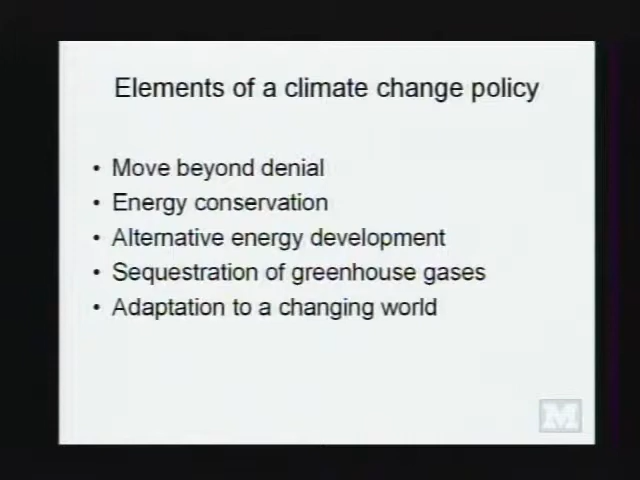 Elements of a climate change policy
• Move beyond denial
• Energy conservation
• Alternative energy development
• Sequestration of greenhouse gases
• Adaptation to a changing world
M